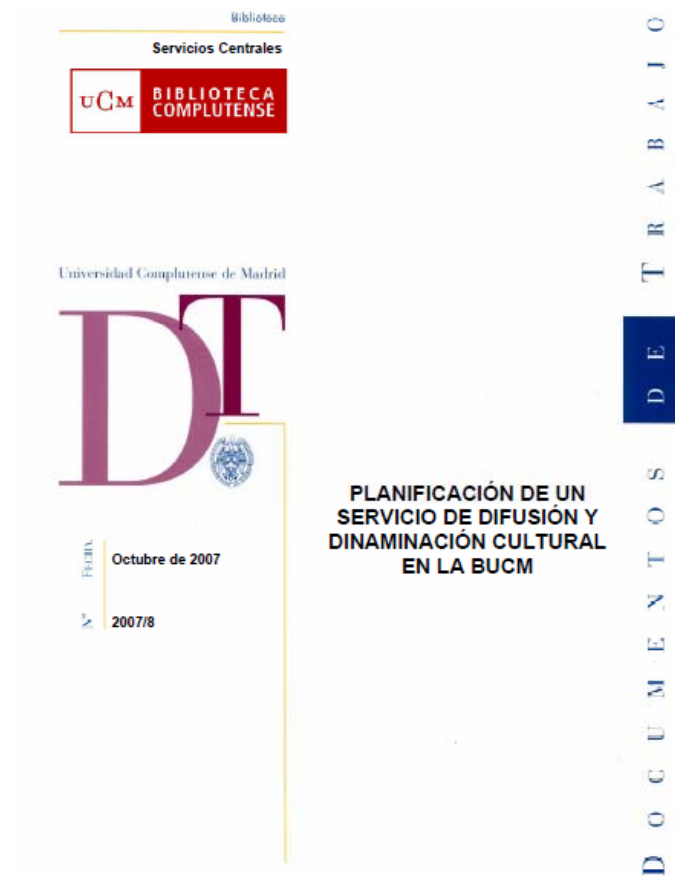 Biblioteca
Servicios Centrales
UCM
BIBLIOTECA
COMPLUTENSE
Universidad Complutense de Madrid
DT
PLANIFICACIÓN DE UN
SERVICIO DE DIFUSIÓN Y
DINAMINACIÓN CULTURAL
EN LA BUCM
FECHA
Octubre de 2007
Nº
2007/8
DOCUMENTOS DE TRABAJO